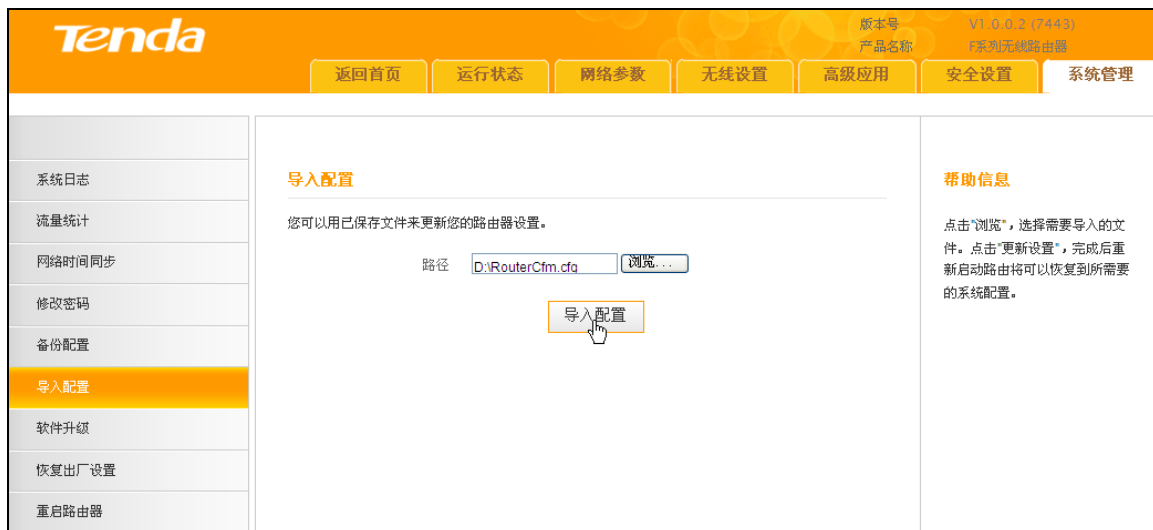 Tenda
版本号 V1.0.0.2 (7443)
产品名称 F系列无线路由器
返回首页 运行状态 网络参数 无线设置 高级应用 安全设置 系统管理
系统日志
流量统计
网络时间同步
修改密码
备份配置
导入配置
软件升级
恢复出厂设置
重启路由器
导入配置
您可以用已保存文件来更新您的路由器设置。
路径 D:\RouterCfm.cfg 浏览...
导入配置
帮助信息
点击"浏览"，选择需要导入的文
件。点击"更新设置"，完成后重
新启动路由将可以恢复到所需要
的系统配置。